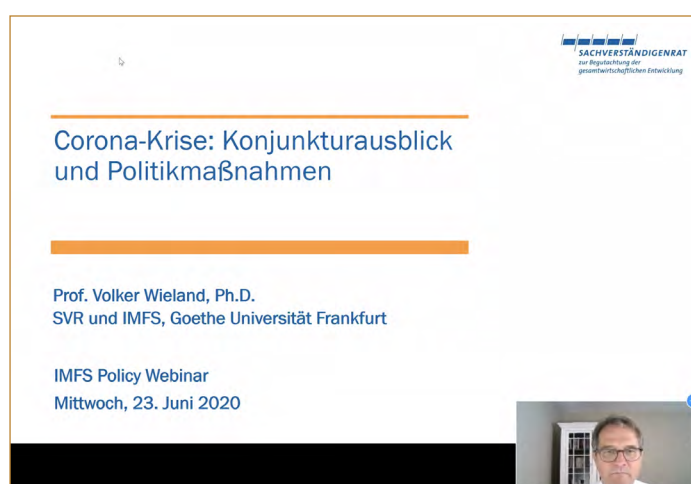 SACHVERSTÄNDIGENRAT
zur Begutachtung der
gesamtwirtschaftlichen Entwicklung
Corona-Krise: Konjunkturausblick
und Politikmaßnahmen
Prof. Volker Wieland, Ph.D.
SVR und IMFS, Goethe Universität Frankfurt
IMFS Policy Webinar
Mittwoch, 23. Juni 2020